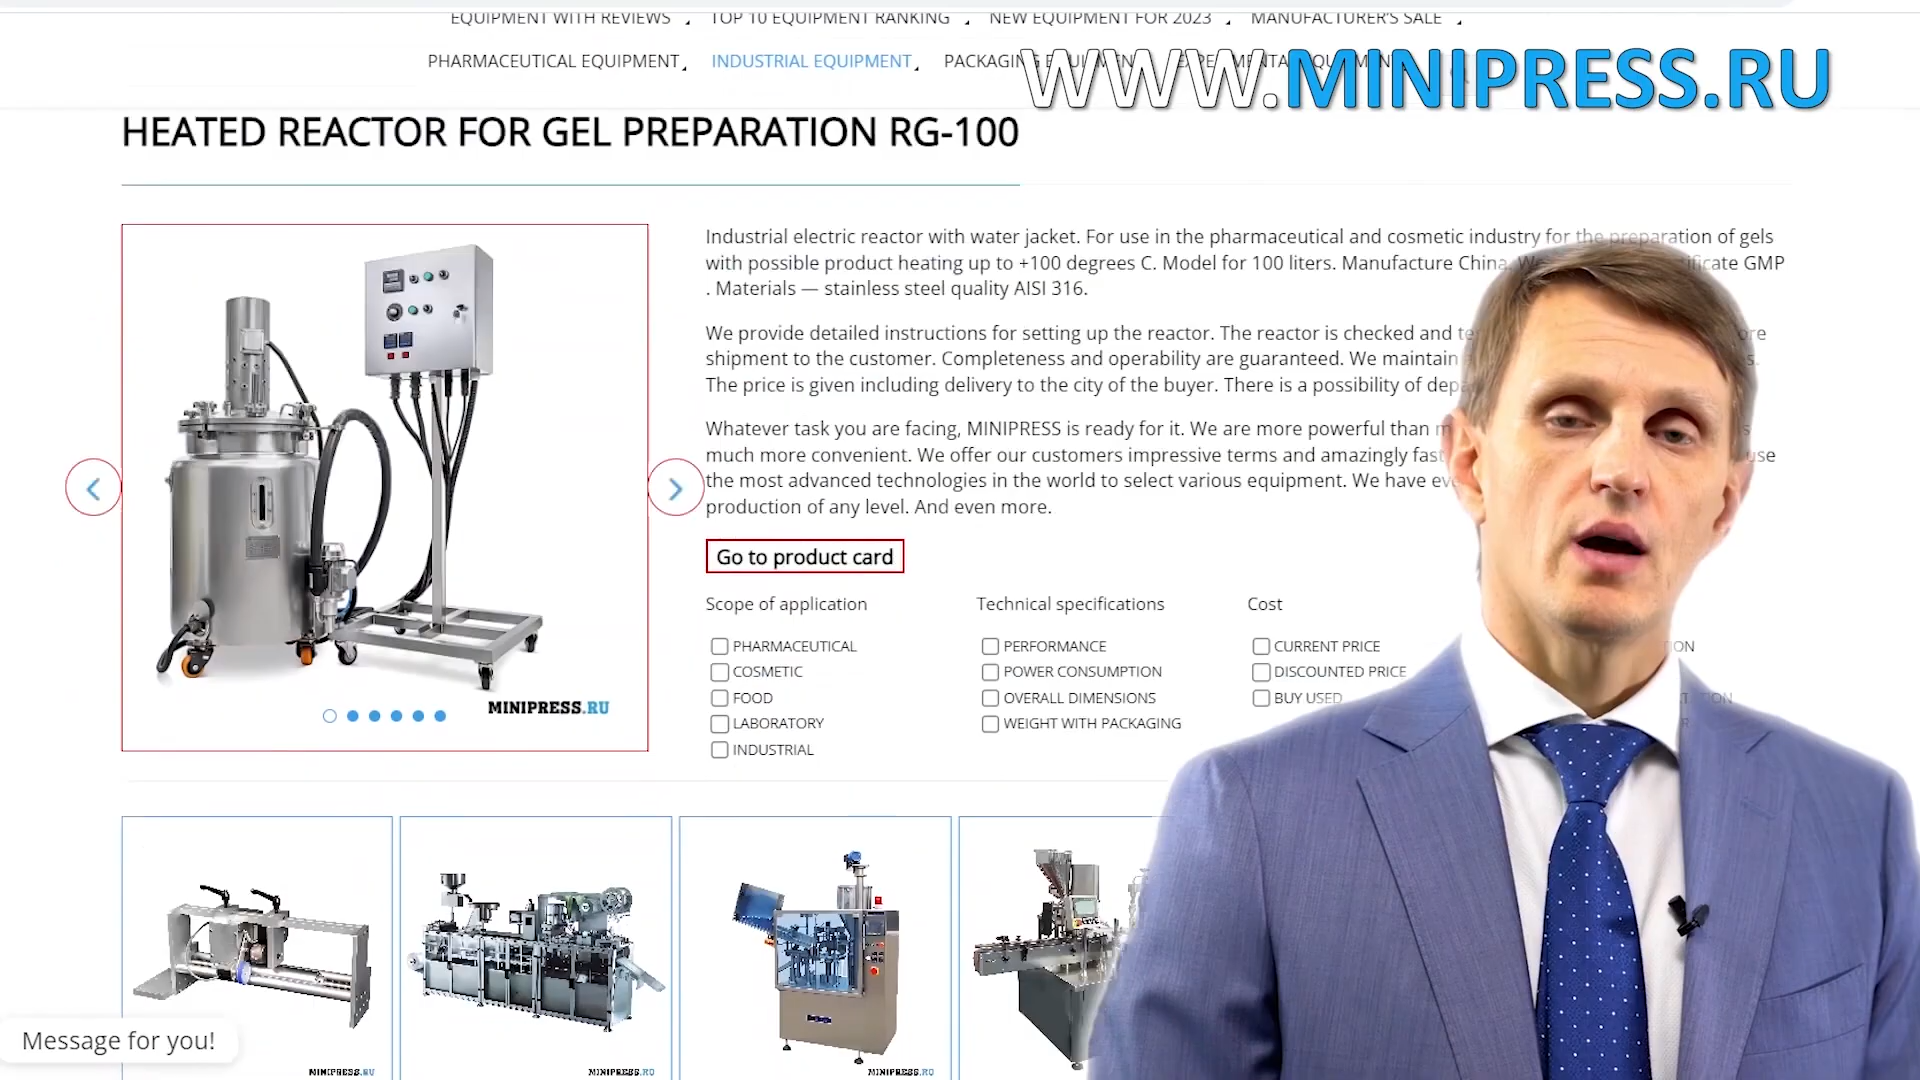 EQUIPMENT WITH REVIEWS TOP 10 EQUIPMENT RANKING NEW EQUIPMENT FOR 2023 MANUFACTURER'S SALE
PHARMACEUTICAL EQUIPMENT INDUSTRIAL EQUIPMENT PACKAGING
WWW.MINIPRESS.RU
HEATED REACTOR FOR GEL PREPARATION RG-100
Industrial electric reactor with water jacket. For use in the pharmaceutical and cosmetic industry for the preparation of gels
with possible product heating up to +100 degrees C. Model for 100 liters. Manufacture China. GMP
. Materials — stainless steel quality AISI 316.
We provide detailed instructions for setting up the reactor. The reactor is checked and
shipment to the customer. Completeness and operability are guaranteed. We maintain
The price is given including delivery to the city of the buyer. There is a possibility of
Whatever task you are facing, MINIPRESS is ready for it. We are more powerful than
much more convenient. We offer our customers impressive terms and amazingly use
the most advanced technologies in the world to select various equipment. We have
production of any level. And even more.
Go to product card
Scope of application Technical specifications Cost
PHARMACEUTICAL PERFORMANCE CURRENT PRICE
COSMETIC POWER CONSUMPTION DISCOUNTED PRICE
FOOD OVERALL DIMENSIONS BUY USED
LABORATORY WEIGHT WITH PACKAGING
INDUSTRIAL
MINIPRESS.RU
Message for you!
MINIPRESS.RU MINIPRESS.RU MINIPRESS.RU